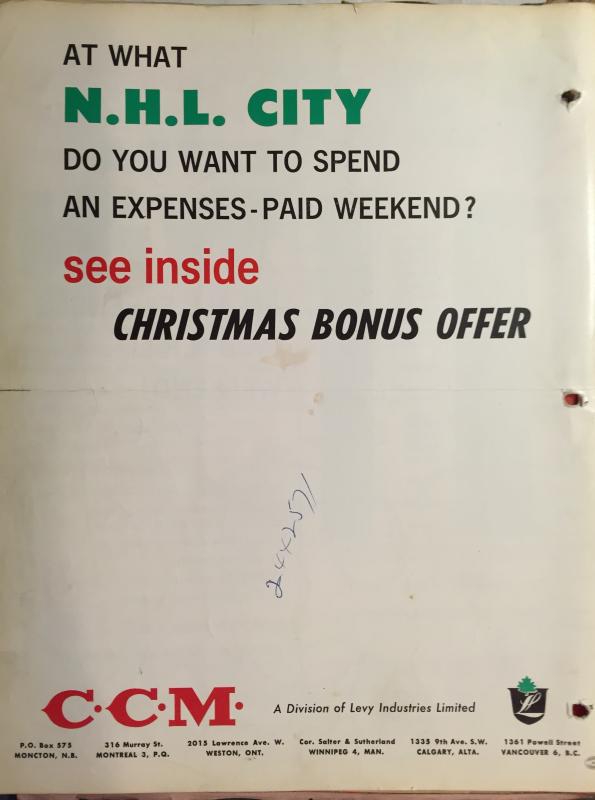 AT WHAT
N.H.L. CITY
DO YOU WANT TO SPEND
AN EXPENSES-PAID WEEKEND?
see inside
CHRISTMAS BONUS OFFER
C·C·M· A Division of Levy Industries Limited
P.O. Box 575 316 Murray St. 2015 Lawrence Ave. W. Cor. Salter & Sutherland 1335 9th Ave. S.W. 1361 Powell Street
MONCTON, N.B. MONTREAL 3, P.Q. WESTON, ONT. WINNIPEG 4, MAN. CALGARY, ALTA. VANCOUVER 6, B.C.